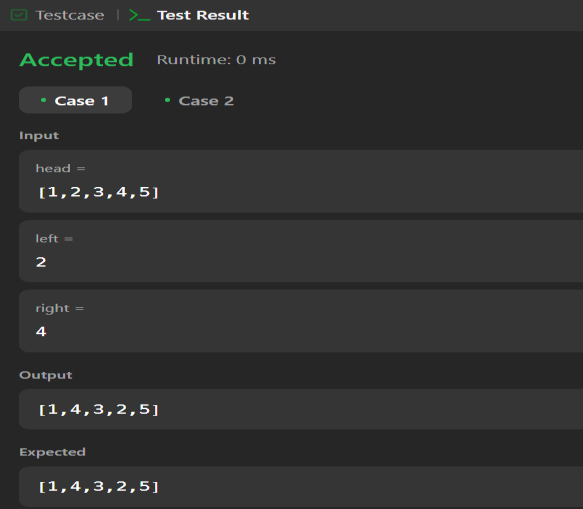 Testcase | >_ Test Result
Accepted Runtime: 0 ms
• Case 1 • Case 2
Input
head =
[1,2,3,4,5]
left =
2
right =
4
Output
[1,4,3,2,5]
Expected
[1,4,3,2,5]